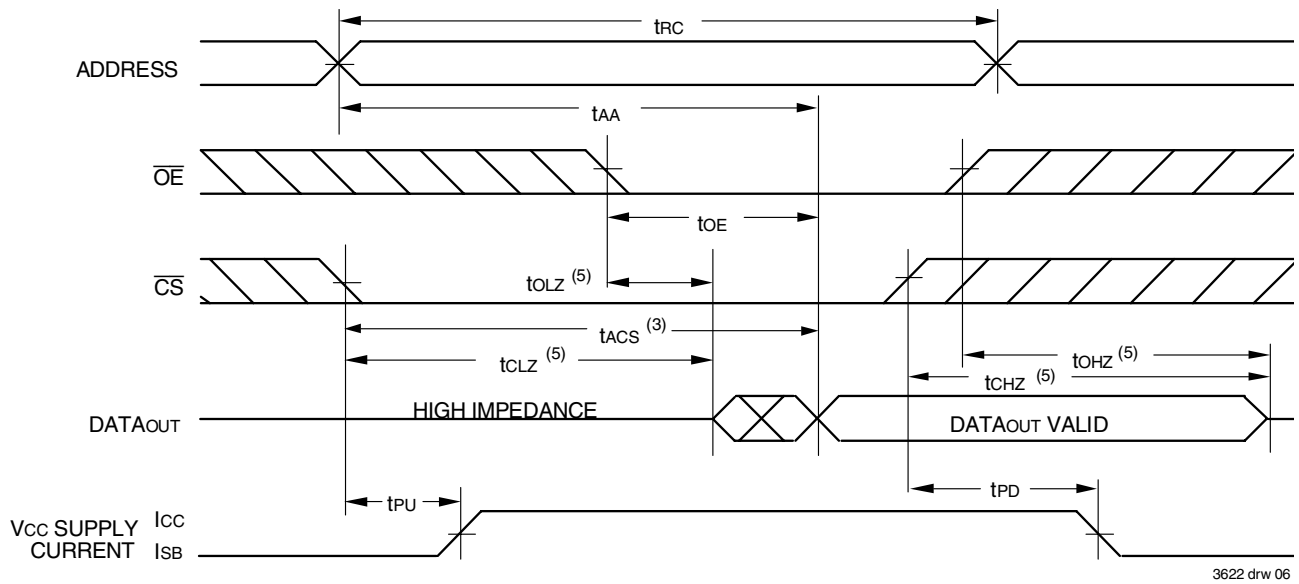 tRC
ADDRESS
tAA
OE
tOE
CS
tOLZ (5)
tACS (3)
tCLZ (5)
tOHZ (5)
tCHZ (5)
HIGH IMPEDANCE
DATAOUT
DATAOUT VALID
tPU
tPD
VCC SUPPLY CURRENT
ICC
ISB
3622 drw 06